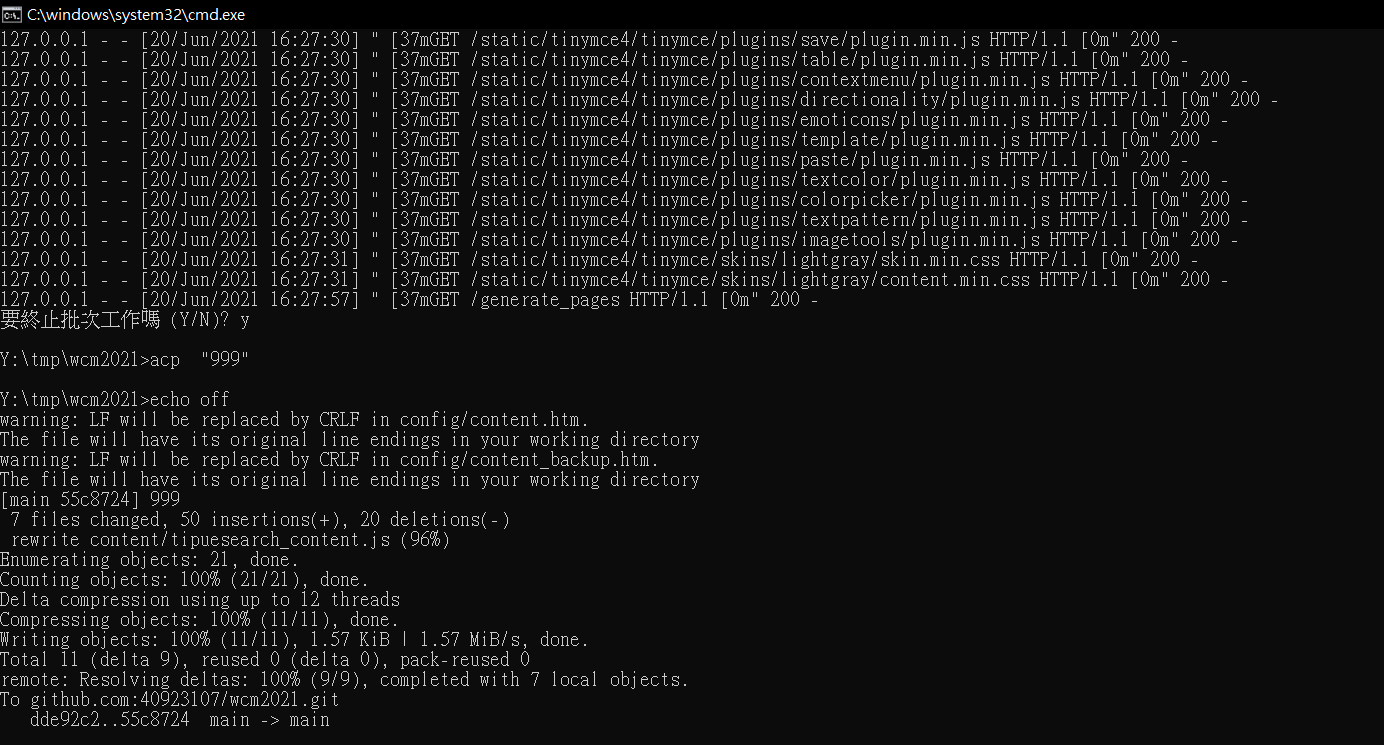 C:\windows\system32\cmd.exe
127.0.0.1 - - [20/Jun/2021 16:27:30] " [37mGET /static/tinymce4/tinymce/plugins/save/plugin.min.js HTTP/1.1 [0m" 200 -
127.0.0.1 - - [20/Jun/2021 16:27:30] " [37mGET /static/tinymce4/tinymce/plugins/table/plugin.min.js HTTP/1.1 [0m" 200 -
127.0.0.1 - - [20/Jun/2021 16:27:30] " [37mGET /static/tinymce4/tinymce/plugins/contextmenu/plugin.min.js HTTP/1.1 [0m" 200 -
127.0.0.1 - - [20/Jun/2021 16:27:30] " [37mGET /static/tinymce4/tinymce/plugins/directionality/plugin.min.js HTTP/1.1 [0m" 200 -
127.0.0.1 - - [20/Jun/2021 16:27:30] " [37mGET /static/tinymce4/tinymce/plugins/emoticons/plugin.min.js HTTP/1.1 [0m" 200 -
127.0.0.1 - - [20/Jun/2021 16:27:30] " [37mGET /static/tinymce4/tinymce/plugins/template/plugin.min.js HTTP/1.1 [0m" 200 -
127.0.0.1 - - [20/Jun/2021 16:27:30] " [37mGET /static/tinymce4/tinymce/plugins/paste/plugin.min.js HTTP/1.1 [0m" 200 -
127.0.0.1 - - [20/Jun/2021 16:27:30] " [37mGET /static/tinymce4/tinymce/plugins/textcolor/plugin.min.js HTTP/1.1 [0m" 200 -
127.0.0.1 - - [20/Jun/2021 16:27:30] " [37mGET /static/tinymce4/tinymce/plugins/colorpicker/plugin.min.js HTTP/1.1 [0m" 200 -
127.0.0.1 - - [20/Jun/2021 16:27:30] " [37mGET /static/tinymce4/tinymce/plugins/textpattern/plugin.min.js HTTP/1.1 [0m" 200 -
127.0.0.1 - - [20/Jun/2021 16:27:30] " [37mGET /static/tinymce4/tinymce/plugins/imagetools/plugin.min.js HTTP/1.1 [0m" 200 -
127.0.0.1 - - [20/Jun/2021 16:27:31] " [37mGET /static/tinymce4/tinymce/skins/lightgray/skin.min.css HTTP/1.1 [0m" 200 -
127.0.0.1 - - [20/Jun/2021 16:27:31] " [37mGET /static/tinymce4/tinymce/skins/lightgray/content.min.css HTTP/1.1 [0m" 200 -
127.0.0.1 - - [20/Jun/2021 16:27:57] " [37mGET /generate_pages HTTP/1.1 [0m" 200 -
要終止批次工作嗎 (Y/N)? y
Y:\tmp\wcm2021>acp  "999"
Y:\tmp\wcm2021>echo off
warning: LF will be replaced by CRLF in config/content.htm.
The file will have its original line endings in your working directory
warning: LF will be replaced by CRLF in config/content_backup.htm.
The file will have its original line endings in your working directory
[main 55c8724] 999
 7 files changed, 50 insertions(+), 20 deletions(-)
 rewrite content/tipuesearch_content.js (96%)
Enumerating objects: 21, done.
Counting objects: 100% (21/21), done.
Delta compression using up to 12 threads
Compressing objects: 100% (11/11), done.
Writing objects: 100% (11/11), 1.57 KiB | 1.57 MiB/s, done.
Total 11 (delta 9), reused 0 (delta 0), pack-reused 0
remote: Resolving deltas: 100% (9/9), completed with 7 local objects.
To github.com:40923107/wcm2021.git
   dde92c2..55c8724  main -> main